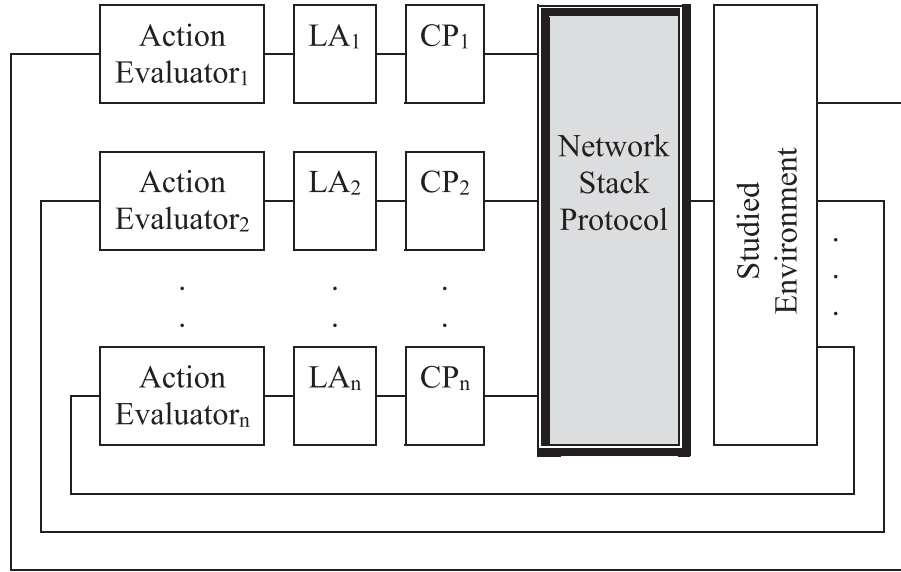 Action
Evaluator₁
LA₁
CP₁
Action
Evaluator₂
LA₂
CP₂
.
.
.
.
.
.
Action
Evaluatorₙ
LAₙ
CPₙ
Network
Stack
Protocol
Studied
Environment
.
.
.